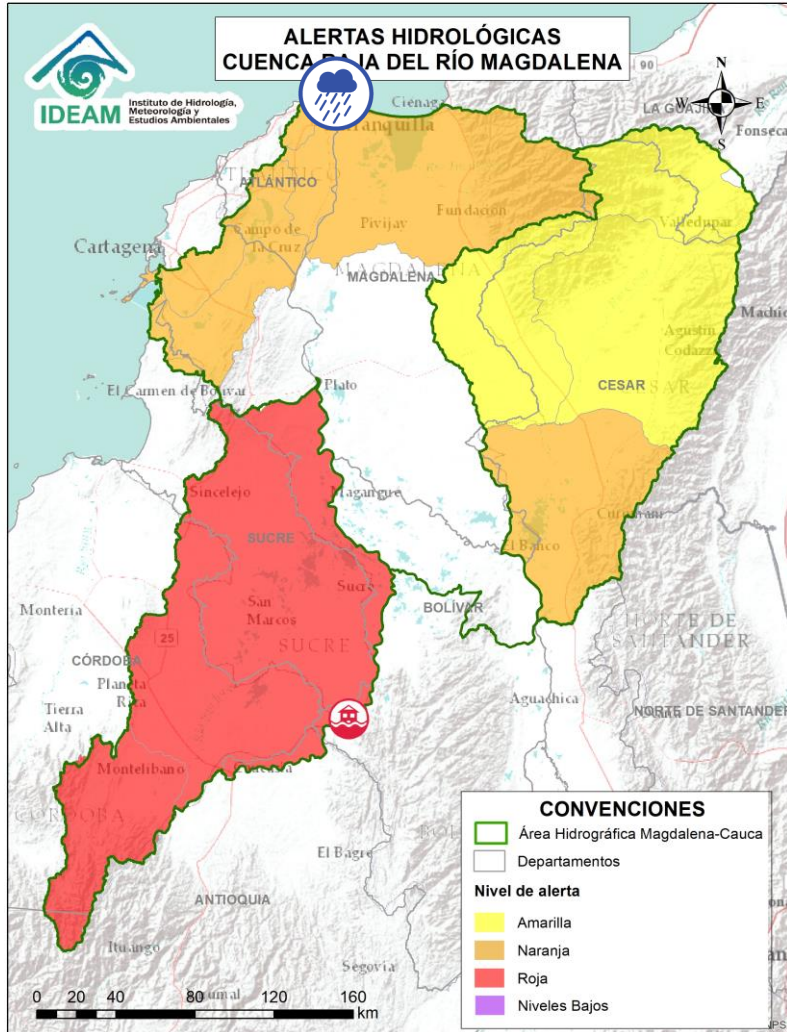 ALERTAS HIDROLÓGICAS
CUENCA BAJA DEL RÍO MAGDALENA
IDEAM
Instituto de Hidrología,
Meteorología y
Estudios Ambientales
90
N
W
E
S
LA GUAJI
Fonseca
Ciénaga
ranquilla
ATLÁNTICO
Campo de
la Cruz
Pivijay
Fundación
Valledupar
Cartagena
MAGDALENA
Agustín
Codazzi
CESAR
El Carmen de Bolívar
Plato
Sincelejo
Magangué
SUCRE
El Banco
Sucre
San
Marcos
BOLÍVAR
SUCRE
Montería
25
CÓRDOBA
Planeta
Rica
Tierra
Alta
NORTE DE
SANTANDER
Aguachica
NORTE DE SANTANDER
Montelíbano
El Bagre
ANTIOQUIA
Ituango
Segovia
0 20 40 80 120 160
km
CONVENCIONES
Área Hidrográfica Magdalena-Cauca
Departamentos
Nivel de alerta
Amarilla
Naranja
Roja
Niveles Bajos